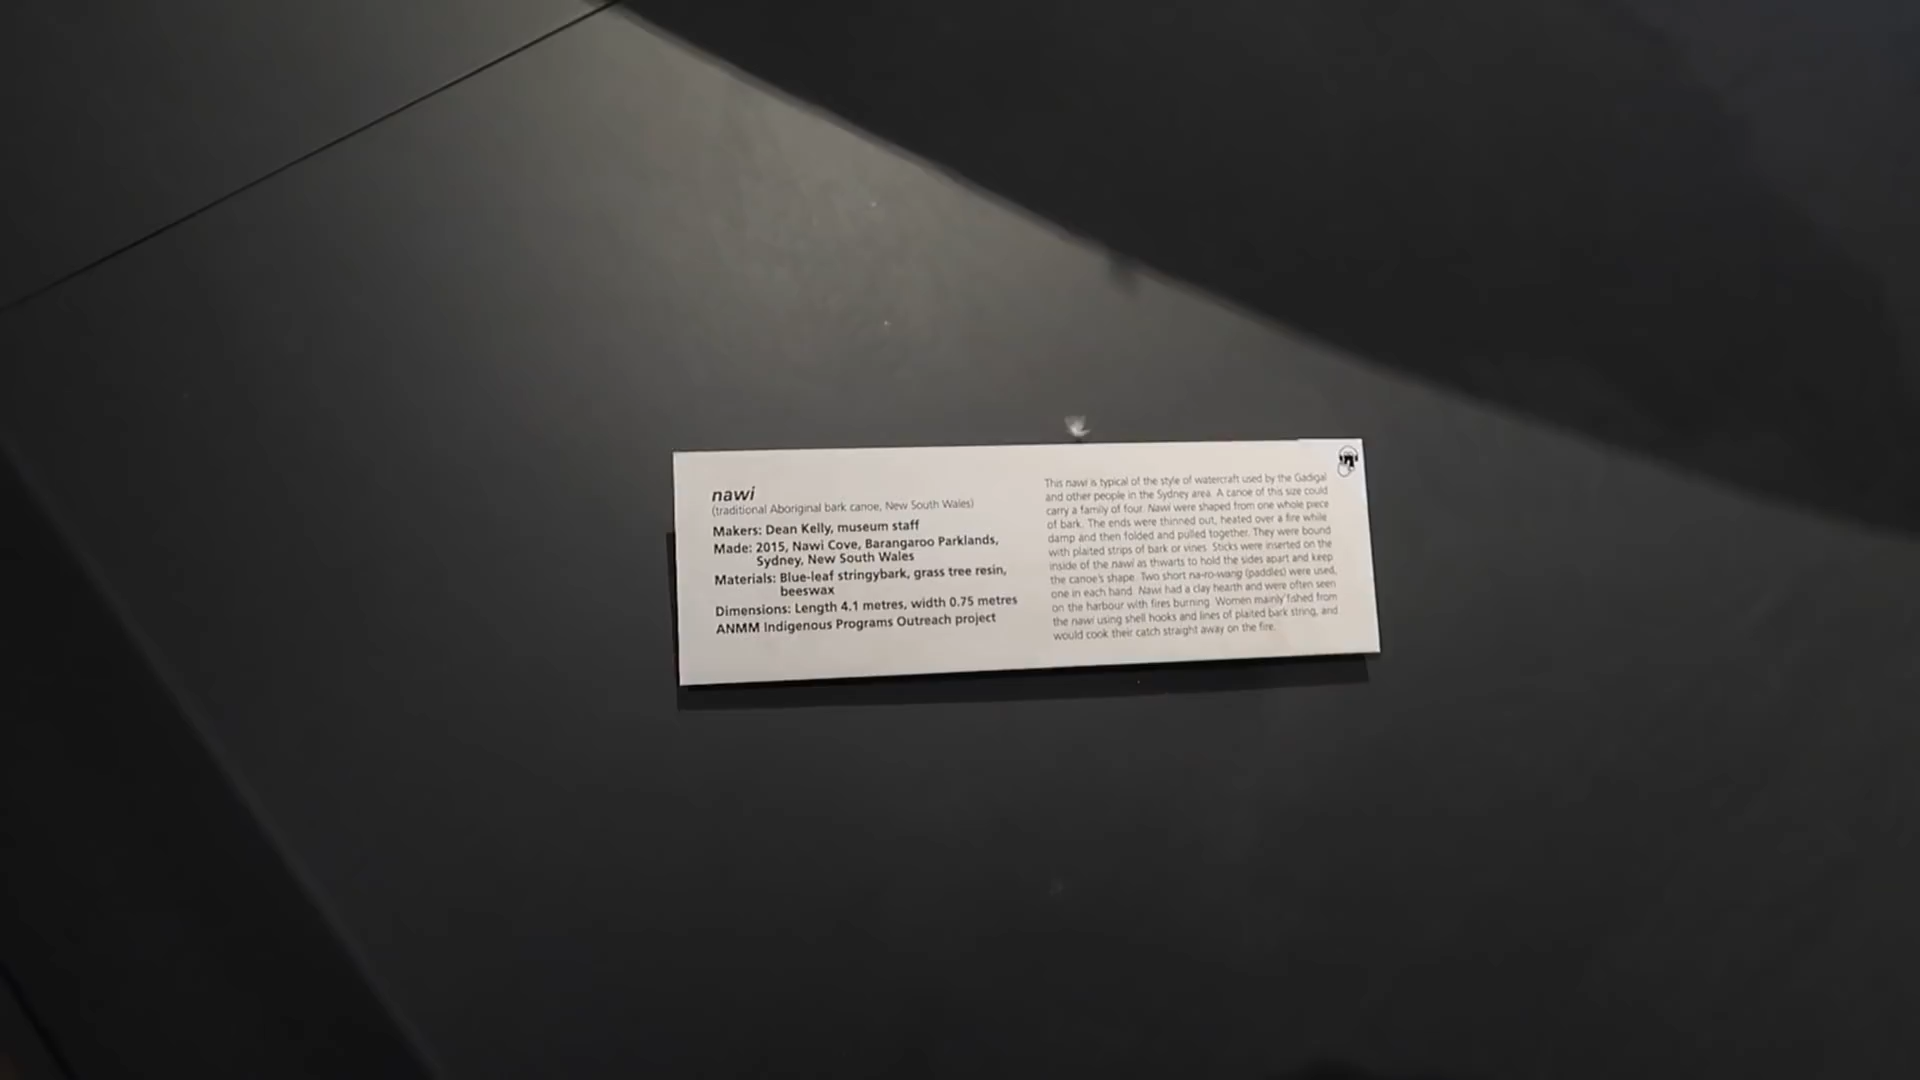 nawi
(traditional Aboriginal bark canoe, New South Wales)
Makers: Dean Kelly, museum staff
Made: 2015, Nawi Cove, Barangaroo Parklands,
Sydney, New South Wales
Materials: Blue-leaf stringybark, grass tree resin,
beeswax
Dimensions: Length 4.1 metres, width 0.75 metres
ANMM Indigenous Programs Outreach project
This nawi is typical of the style of watercraft used by the Gadigal
and other people in the Sydney area. A canoe of this size could
carry a family of four. Nawi were shaped from one whole piece
of bark. The ends were thinned out, heated over a fire while
damp and then folded and pulled together. They were bound
with plaited strips of bark or vines. Sticks were inserted on the
inside of the nawi as thwarts to hold the sides apart and keep
the canoe's shape. Two short na-ro-wang (paddles) were used,
one in each hand. Nawi had a clay hearth and were often seen
on the harbour with fires burning. Women mainly fished from
the nawi using shell hooks and lines of plaited bark string, and
would cook their catch straight away on the fire.